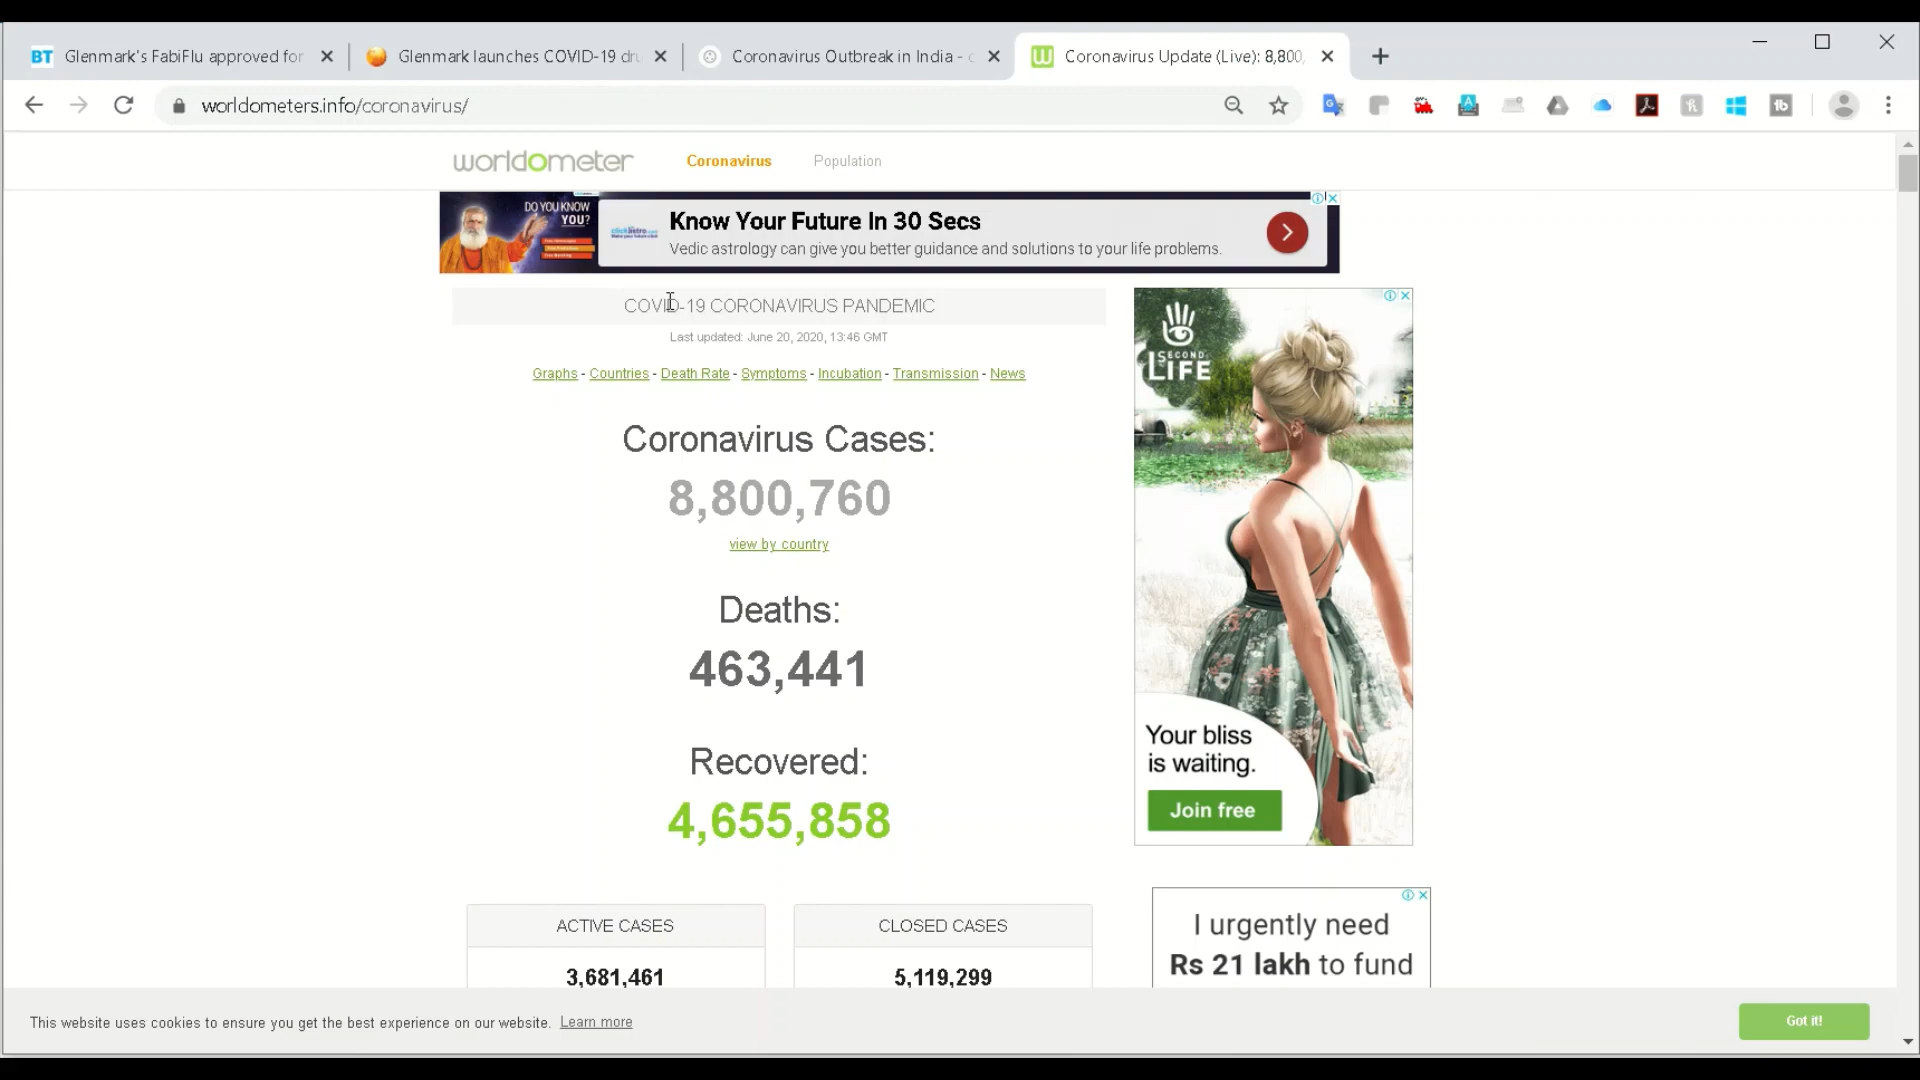 Glenmark's FabiFlu approved for
Glenmark launches COVID-19 dru
Coronavirus Outbreak in India - c
Coronavirus Update (Live): 8,800,
worldometers.info/coronavirus/
worldometer
Coronavirus
Population
DO YOU KNOW
YOU?
Know Your Future In 30 Secs
Vedic astrology can give you better guidance and solutions to your life problems.
COVID-19 CORONAVIRUS PANDEMIC
Last updated: June 20, 2020, 13:46 GMT
Graphs - Countries - Death Rate - Symptoms - Incubation - Transmission - News
Coronavirus Cases:
8,800,760
view by country
Deaths:
463,441
Recovered:
4,655,858
SECOND
LIFE
Your bliss
is waiting.
Join free
ACTIVE CASES
3,681,461
CLOSED CASES
5,119,299
I urgently need
Rs 21 lakh to fund
This website uses cookies to ensure you get the best experience on our website. Learn more
Got it!